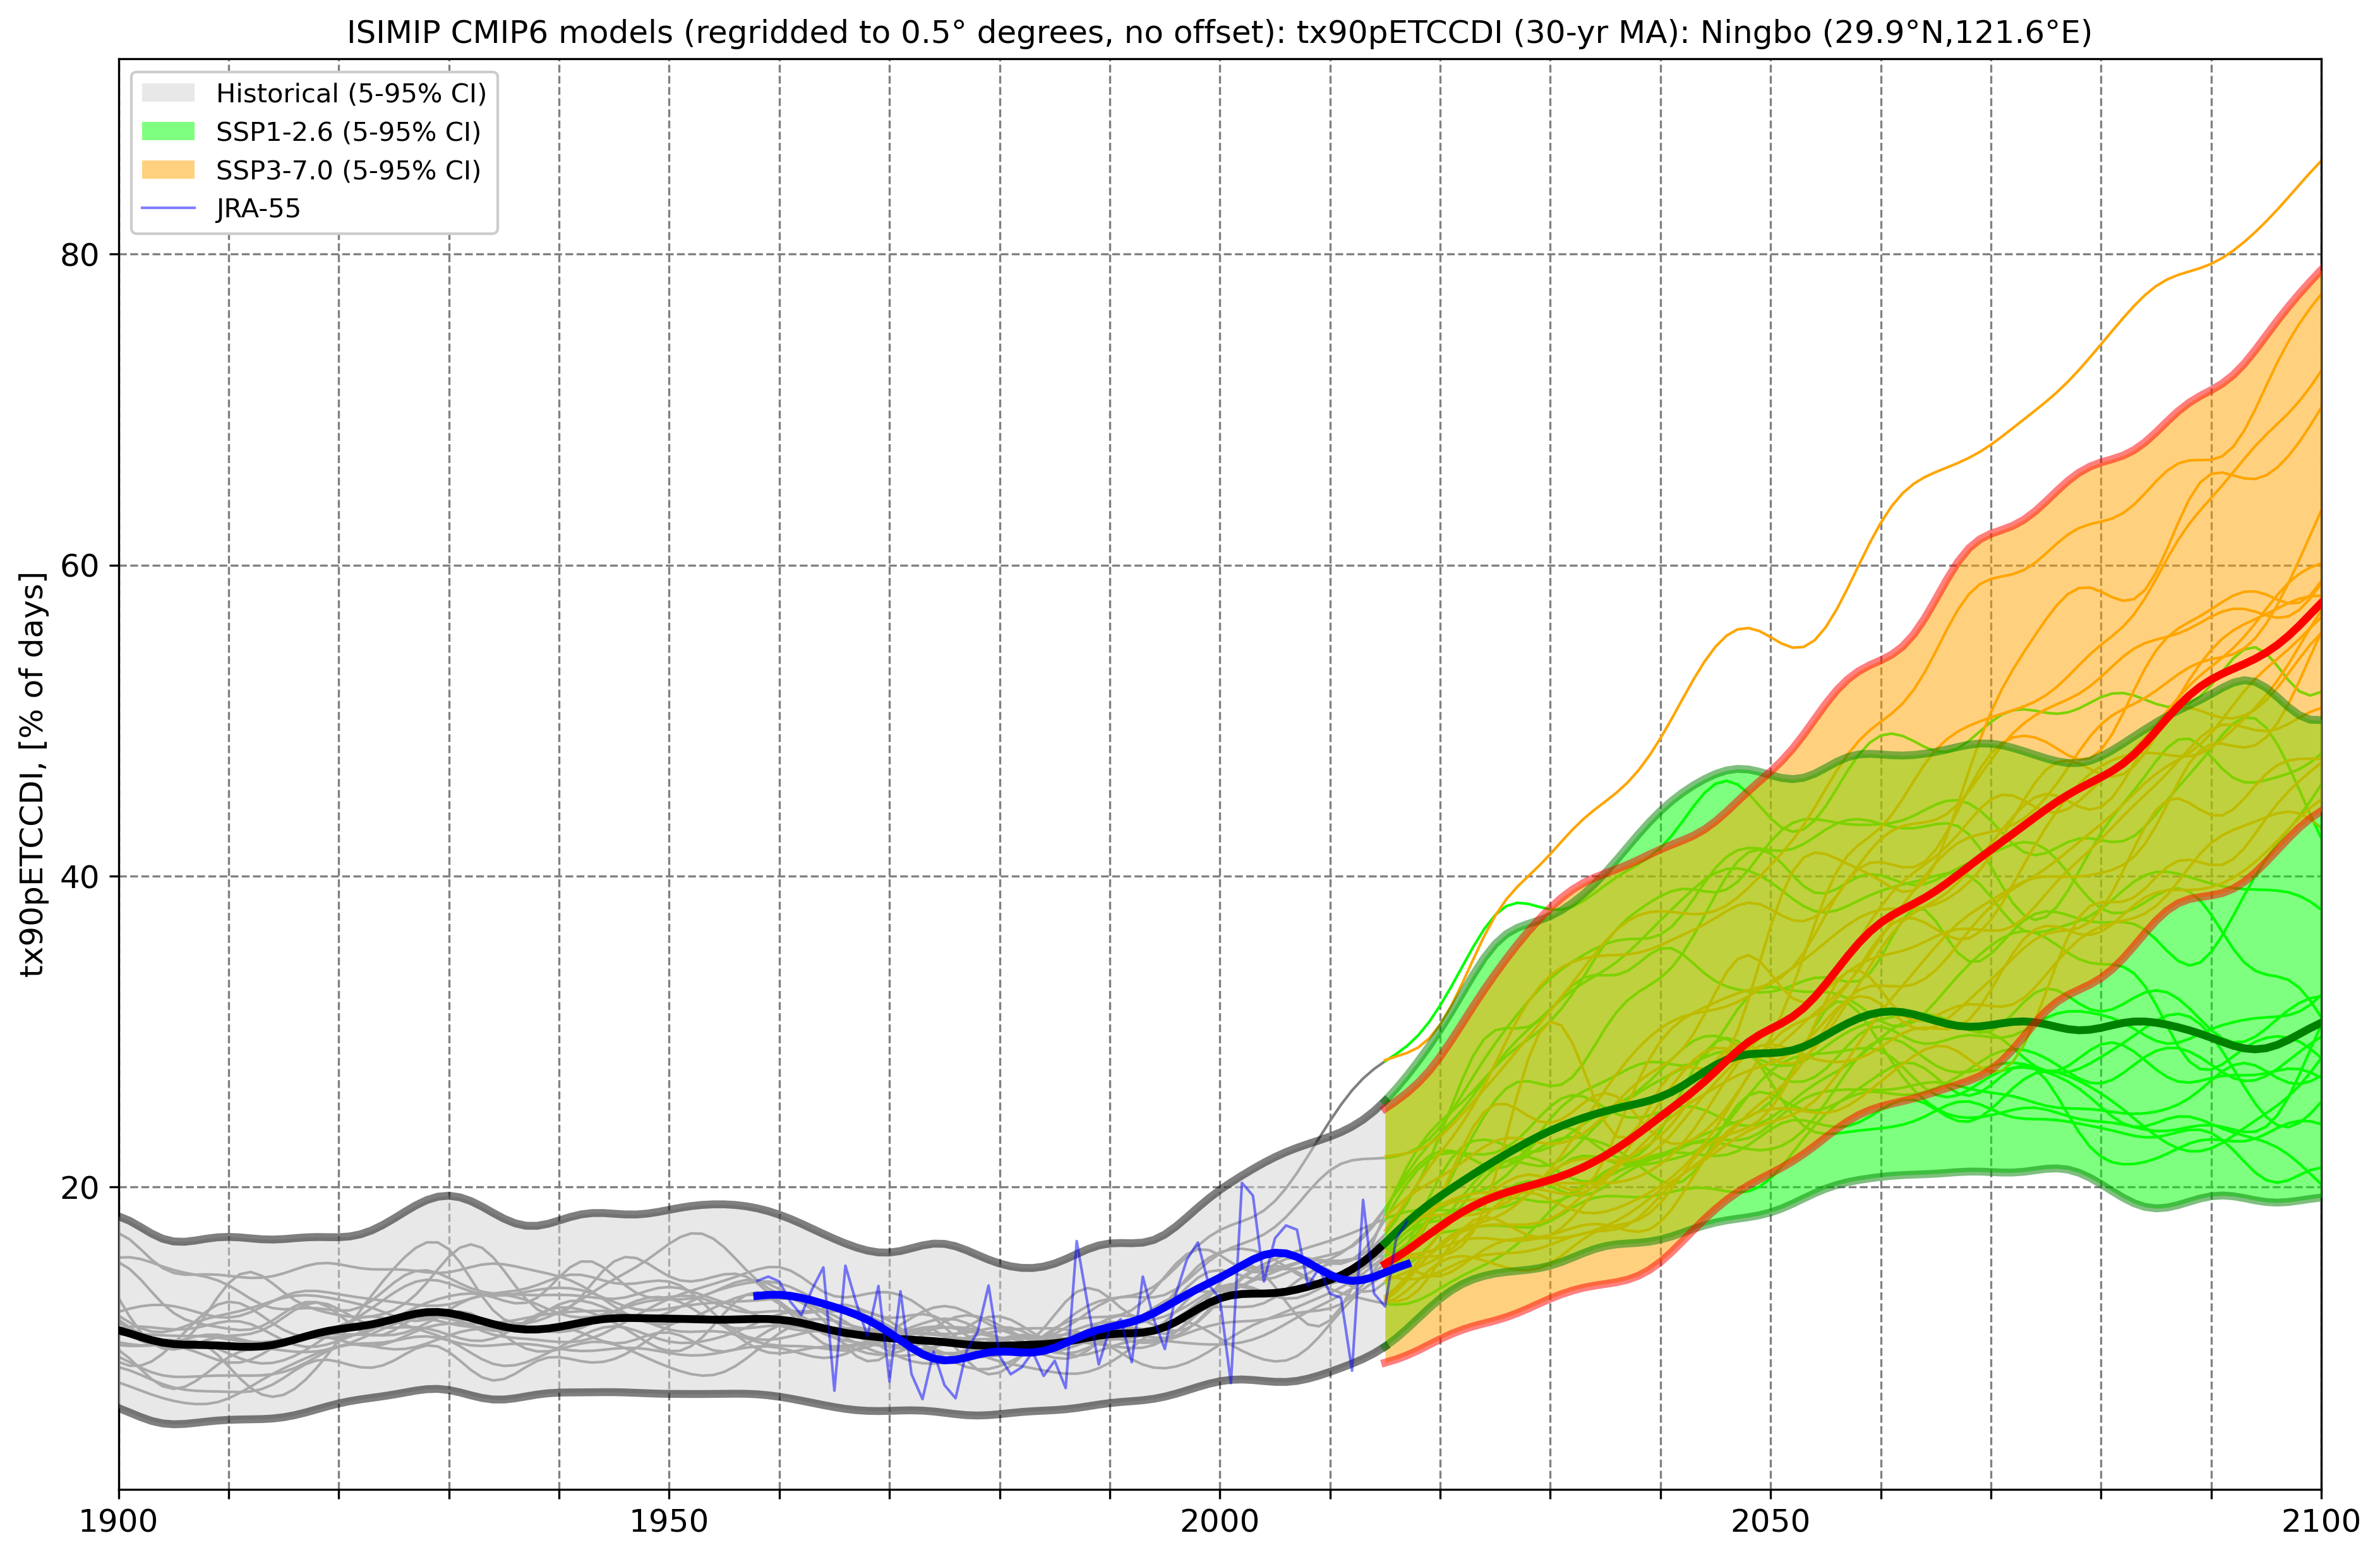 ISIMIP CMIP6 models (regridded to 0.5° degrees, no offset): tx90pETCCDI (30-yr MA): Ningbo (29.9°N,121.6°E)
Historical (5-95% CI)
SSP1-2.6 (5-95% CI)
SSP3-7.0 (5-95% CI)
JRA-55
tx90pETCCDI, [% of days]
80
60
40
20
1900
1950
2000
2050
2100